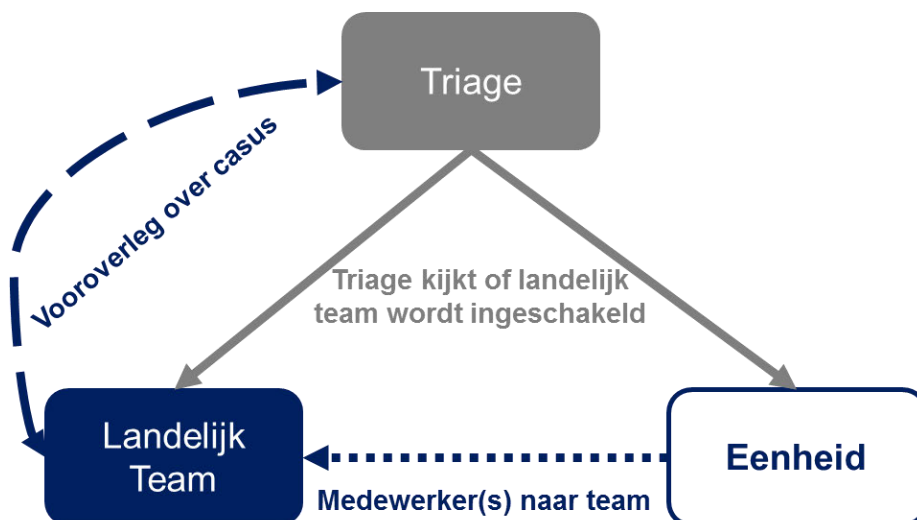 Triage
Vooroverleg over casus
Triage kijkt of landelijk
team wordt ingeschakeld
Landelijk
Team
Eenheid
Medewerker(s) naar team